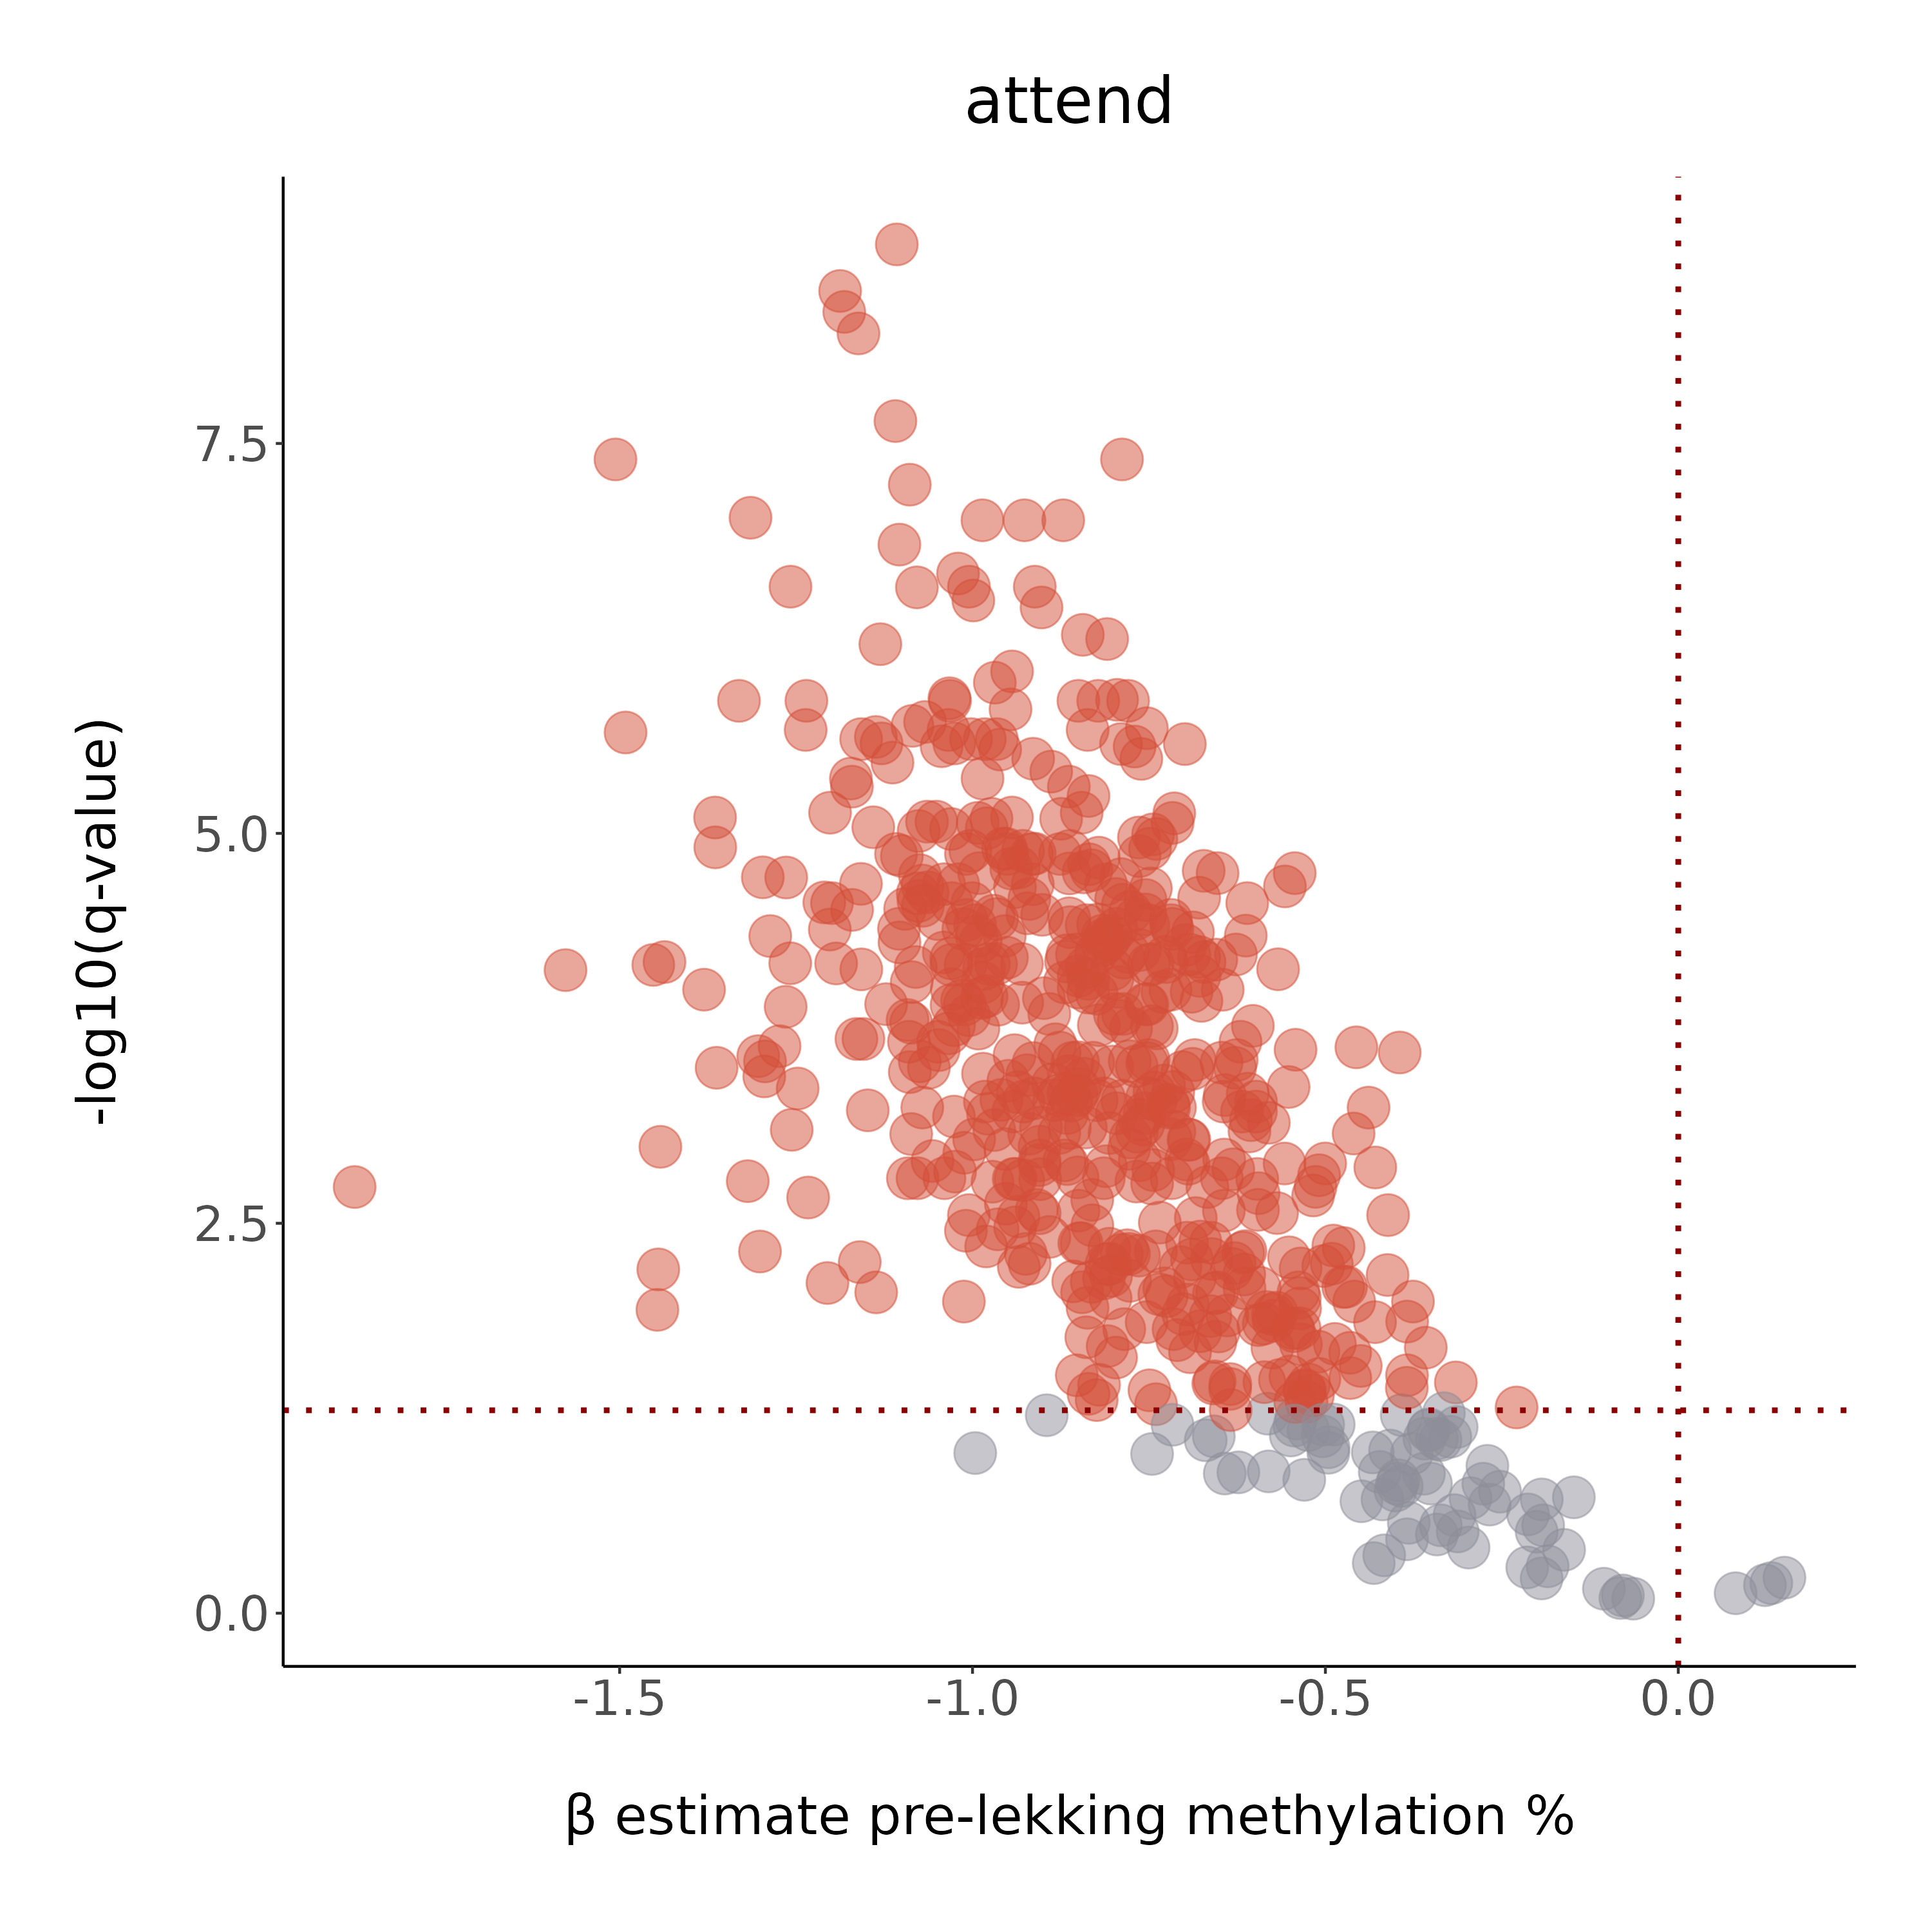 attend
-log10(q-value)
7.5
5.0
2.5
0.0
-1.5 -1.0 -0.5 0.0
β estimate pre-lekking methylation %